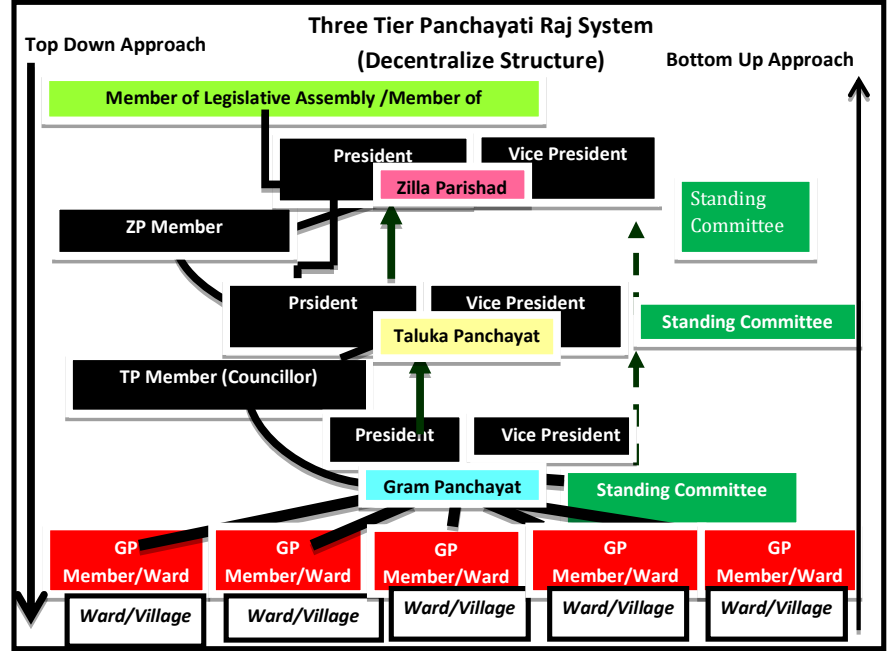 Three Tier Panchayati Raj System
(Decentralize Structure)
Top Down Approach
Bottom Up Approach
Member of Legislative Assembly /Member of
President
Vice President
Zilla Parishad
Standing
Committee
ZP Member
Prsident
Vice President
Taluka Panchayat
Standing Committee
TP Member (Councillor)
President
Vice President
Gram Panchayat
Standing Committee
GP
Member/Ward
GP
Member/Ward
GP
Member/Ward
GP
Member/Ward
GP
Member/Ward
Ward/Village
Ward/Village
Ward/Village
Ward/Village
Ward/Village